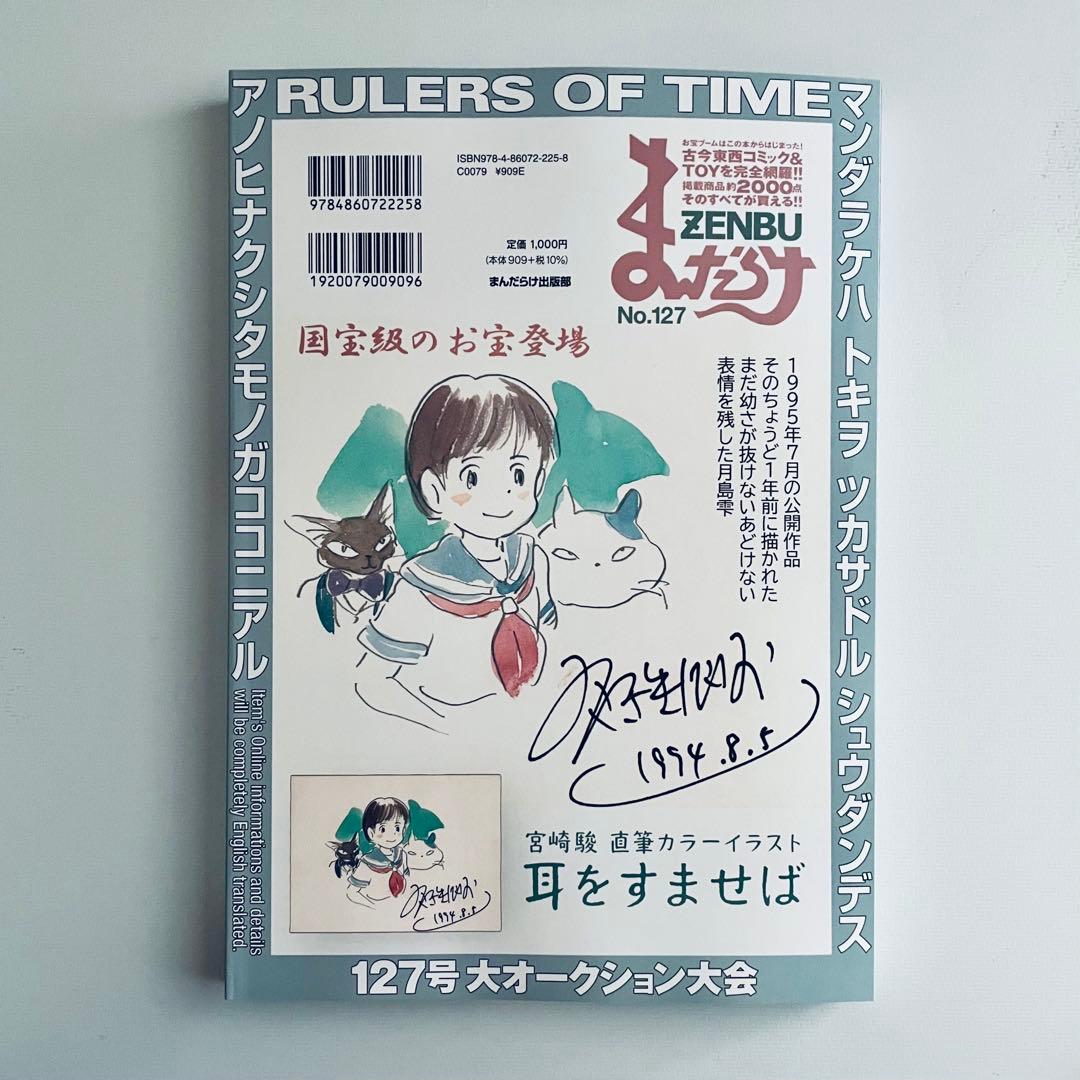 RULERS OF TIME
アノヒナクシタモノガココニアル
Item's Online informations and details
will be completely English translated.
マンダラケハ トキヲ ツカサドル シュウダンデス
ISBN978-4-86072-225-8
C0079 ¥909E
9784860722258
定価 1,000円
(本体909+税10%)
1920079009096
まんだらけ出版部
お宝ブームはこの本からはじまった!
古今東西コミック&
TOYを完全網羅!!
掲載商品約2000点
そのすべてが買える!!
ZENBU
まんだらけ
No.127
国宝級のお宝登場
1995年7月の公開作品
そのちょうど1年前に描かれた
まだ幼さが抜けないあどけない
表情を残した月島雫
1994.8.5
1994.8.5
宮崎駿 直筆カラーイラスト
耳をすませば
127号 大オークション大会